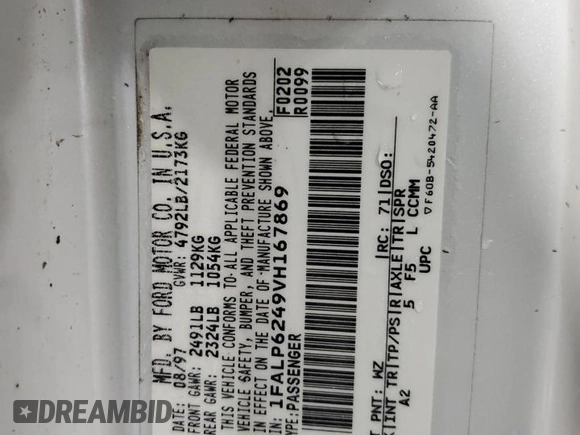 MFD. BY FORD MOTOR CO. IN U.S.A.
DATE: 08/97 GVWR: 4792LB/2173KG
FRONT GAWR: 2491LB 1129KG
REAR GAWR: 2324LB 1054KG
THIS VEHICLE CONFORMS TO ALL APPLICABLE FEDERAL MOTOR
VEHICLE SAFETY, BUMPER, AND THEFT PREVENTION STANDARDS
IN EFFECT ON THE DATE OF MANUFACTURE SHOWN ABOVE.
VIN: 1FALP6249VH167869 F0202
TYPE: PASSENGER R0099
EXT PNT: WZ RC: 71 DSO:
INT TR TP/PS R AXLE TR SPR
A2 5 F5 L CCMM
UPC
▽F60B-5420472-AA
DREAMBID